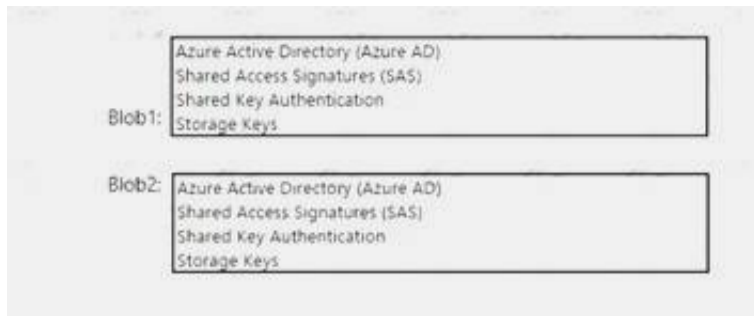 Azure Active Directory (Azure AD)
Shared Access Signatures (SAS)
Shared Key Authentication
Blob1: Storage Keys
Blob2: Azure Active Directory (Azure AD)
Shared Access Signatures (SAS)
Shared Key Authentication
Storage Keys